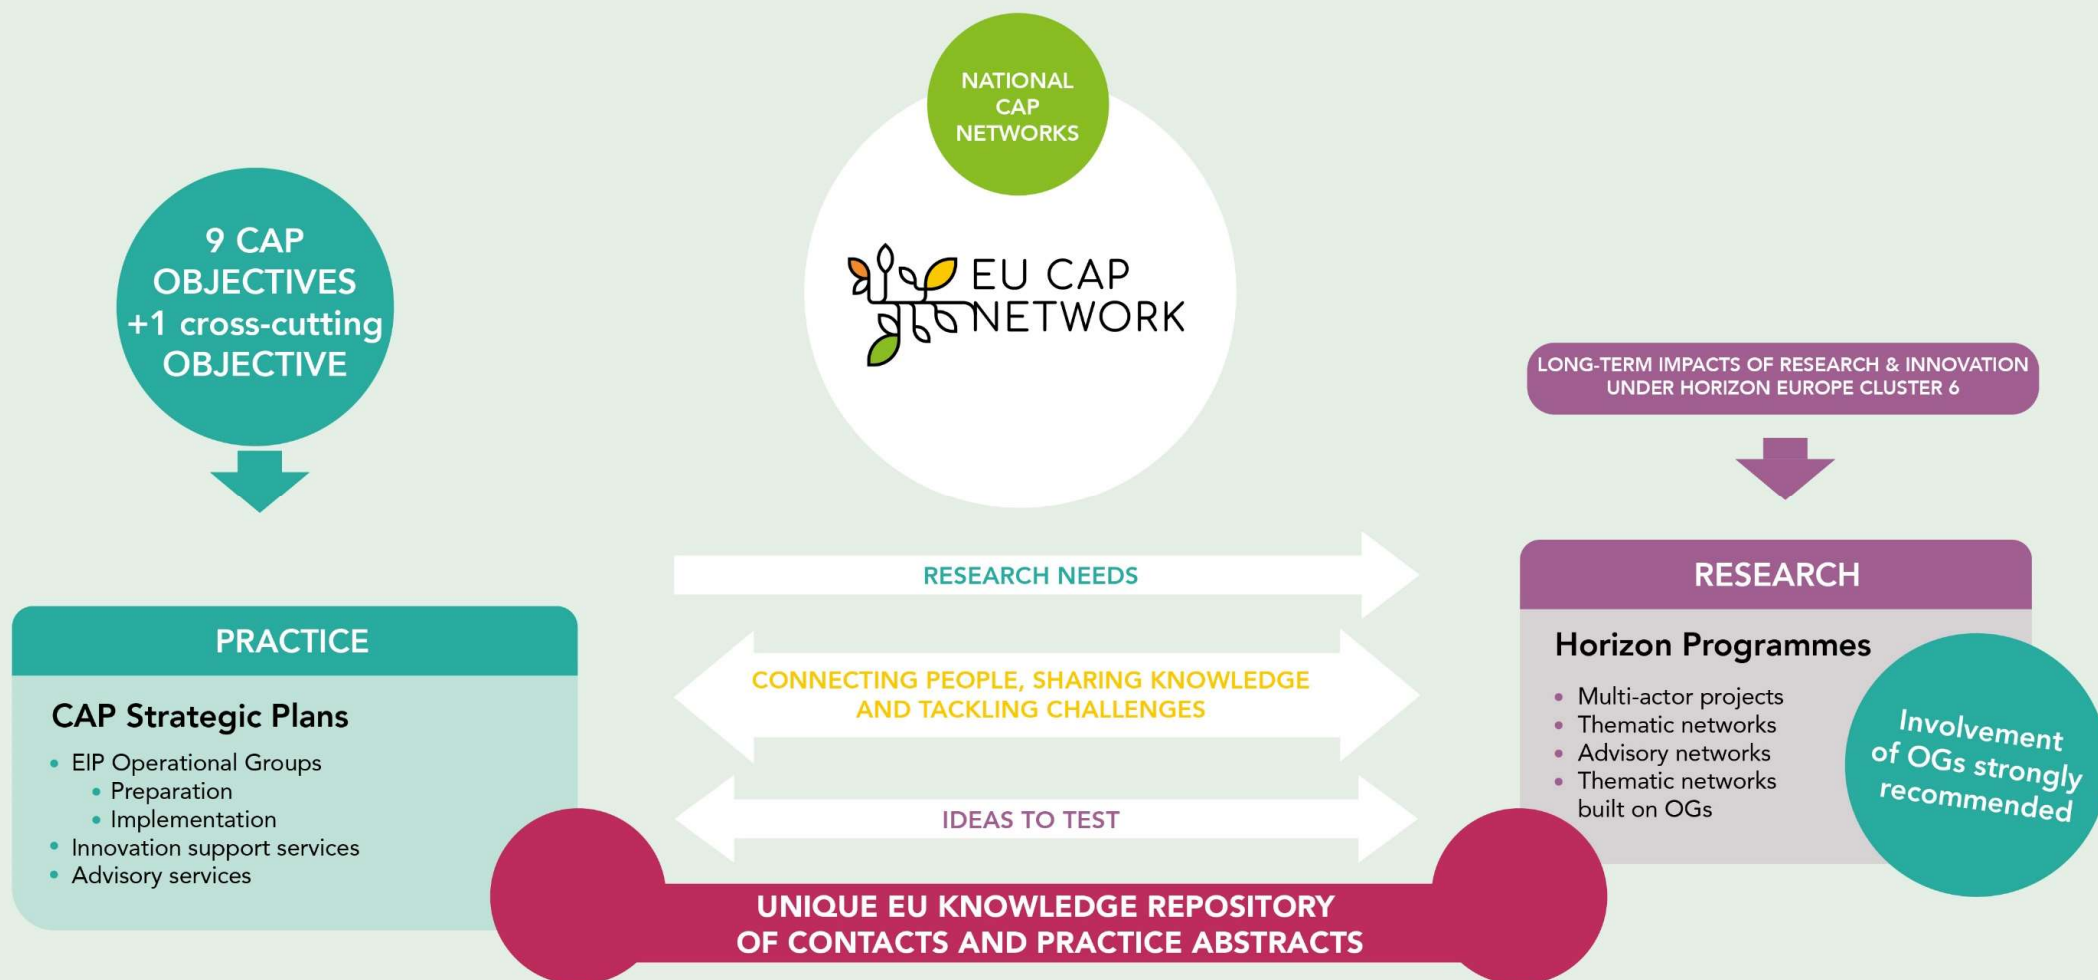 NATIONAL
CAP
NETWORKS
EU CAP
NETWORK
9 CAP
OBJECTIVES
+1 cross-cutting
OBJECTIVE
LONG-TERM IMPACTS OF RESEARCH & INNOVATION
UNDER HORIZON EUROPE CLUSTER 6
PRACTICE
CAP Strategic Plans
• EIP Operational Groups
• Preparation
• Implementation
• Innovation support services
• Advisory services
RESEARCH NEEDS
CONNECTING PEOPLE, SHARING KNOWLEDGE
AND TACKLING CHALLENGES
IDEAS TO TEST
RESEARCH
Horizon Programmes
• Multi-actor projects
• Thematic networks
• Advisory networks
• Thematic networks
built on OGs
Involvement
of OGs strongly
recommended
UNIQUE EU KNOWLEDGE REPOSITORY
OF CONTACTS AND PRACTICE ABSTRACTS